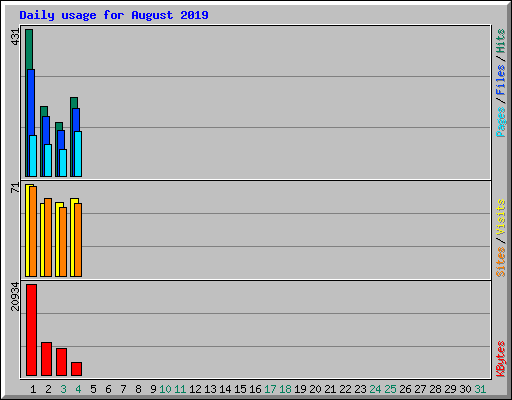 Daily usage for August 2019
431
Pages/Files/Hits
71
Sites/Visits
20934
KBytes
1 2 3 4 5 6 7 8 9 10 11 12 13 14 15 16 17 18 19 20 21 22 23 24 25 26 27 28 29 30 31